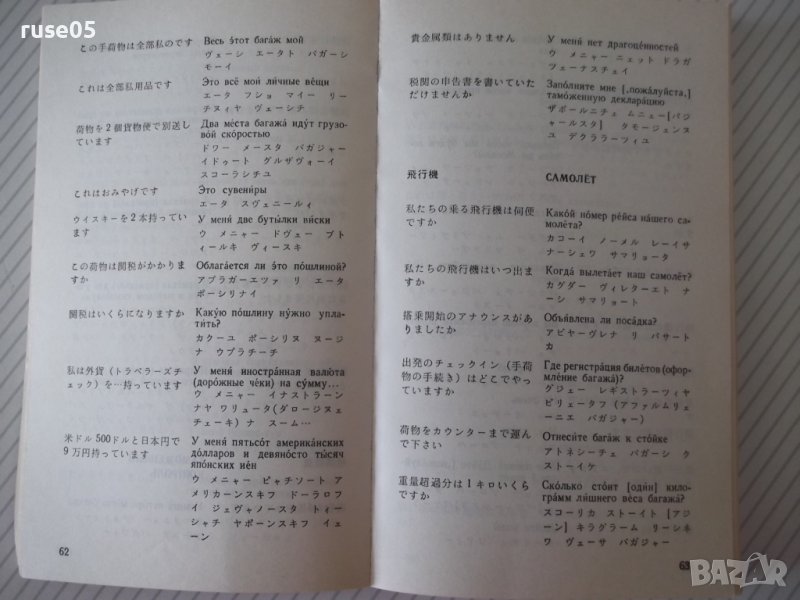 ruse05
この手荷物は全部私のです
Весь э́тот бага́ж мой
ヴェーシ エータト バガーシ
モーイ
これは全部私用品です
Это всё мои́ ли́чные ве́щи
エータ フショ マイー リー
チヌィヤ ヴェーシチ
荷物を2個貨物便で別送し
ています
Два ме́ста багажа́ иду́т грузо-
во́й ско́ростью
ドワー メースタ バガジャー
イドゥート グルザヴォーイ
スコーラシチユ
これはおみやげです
Это сувени́ры
エータ スヴェニールィ
ウイスキーを2本持ってい
ます
У меня́ две буты́лки ви́ски
ウ メニャー ドヴェー ブト
ィールキ ヴィースキ
この荷物は関税がかかりま
すか
Облага́ется ли э́то по́шлиной?
アブラガーエツァ リ エータ
ポーシリナイ
関税はいくらになりますか
Каку́ю по́шлину ну́жно упла-
ти́ть?
カクーユ ポーシリヌ ヌージ
ナ ウプラチーチ
私は外貨（トラベラーズチ
ェック）を…持っています
У меня́ иностра́нная валю́та
(доро́жные че́ки) на су́мму...
ウ メニャー イナストラーン
ナヤ ワリュータ(ダロージヌェ
チェーキ) ナ スーム…
米ドル500ドルと日本円で
9万円持っています
У меня́ пятьсо́т америка́нских
до́лларов и девяно́сто ты́сяч
япо́нских ие́н
ウ メニャー ピャチソート ア
メリカーンスキフ ドーラロフ
イ ジェヴャノースタ トィー
シャチ ヤポーンスキフ イェ
ーン
62
貴金属類はありません
У меня́ нет драгоце́нностей
ウ メニャー ニェット ドラガ
ツェーナスチェイ
税関の申告書を書いていた
だけませんか
Запо́лните мне [,пожа́луйста,]
тамо́женную деклара́цию
ザポールニチェ ムニェー[パジ
ャールスタ] タモージェンヌ
ユ デクララーツィユ
飛行機
САМОЛЁТ
私たちの乗る飛行機は何便
ですか
Како́й но́мер ре́йса на́шего са-
молёта?
カコーイ ノーメル レーイサ
ナーシェワ サマリョータ
私たちの飛行機はいつ出ま
すか
Когда́ вылета́ет наш самолёт?
カグダー ヴィレターエト ナ
ーシ サマリョート
搭乗開始のアナウンスがあ
りましたか
Объя́влена ли поса́дка?
アビヤーヴレナ リ パサート
カ
出発のチェックイン（手荷
物の手続き）はどこでやっ
ていますか
Где регистра́ция биле́тов (офор-
мле́ние багажа́)?
グジェー レギストラーツィヤ
ビリェータフ（アファルムリェ
ーニエ バガジャー）
荷物をカウンターまで運ん
で下さい
Отнеси́те бага́ж к сто́йке
アトネシーチェ バガーシ ク
ストーイケ
重量超過分は1キロいくら
ですか
Ско́лько сто́ит [оди́н] кило-
гра́мм ли́шнего ве́са багажа́?
スコーリカ ストーイト [アジ
ーン] キラグラーム リーシネ
ワ ヴェーサ バガジャー
BAZAR